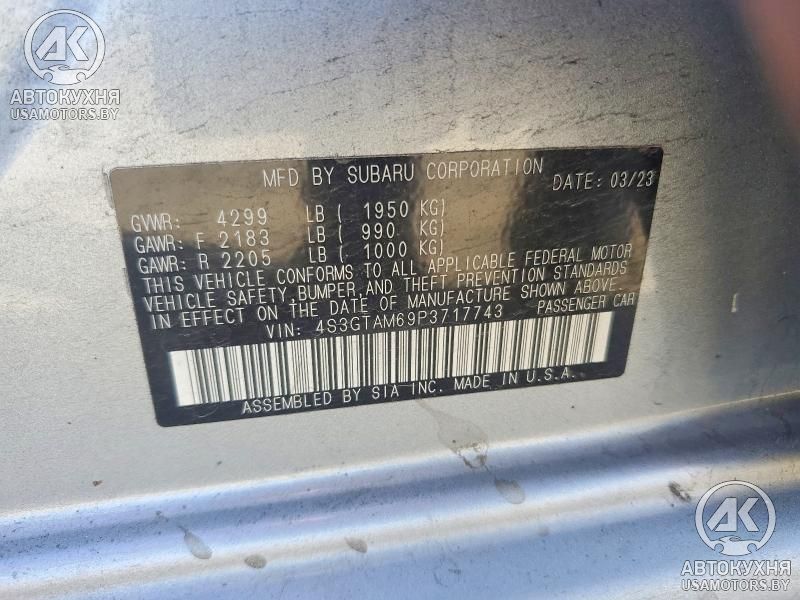 AK
АВТОКУХНЯ
USAMOTORS.BY
MFD BY SUBARU CORPORATION DATE: 03/23
GVWR: 4299 LB ( 1950 KG)
GAWR: F 2183 LB ( 990 KG)
GAWR: R 2205 LB ( 1000 KG)
THIS VEHICLE CONFORMS TO ALL APPLICABLE FEDERAL MOTOR
VEHICLE SAFETY, BUMPER, AND THEFT PREVENTION STANDARDS
IN EFFECT ON THE DATE OF MANUFACTURE SHOWN ABOVE.
VIN: 4S3GTAM69P3717743 PASSENGER CAR
ASSEMBLED BY SIA INC. MADE IN U.S.A.
AK
АВТОКУХНЯ
USAMOTORS.BY